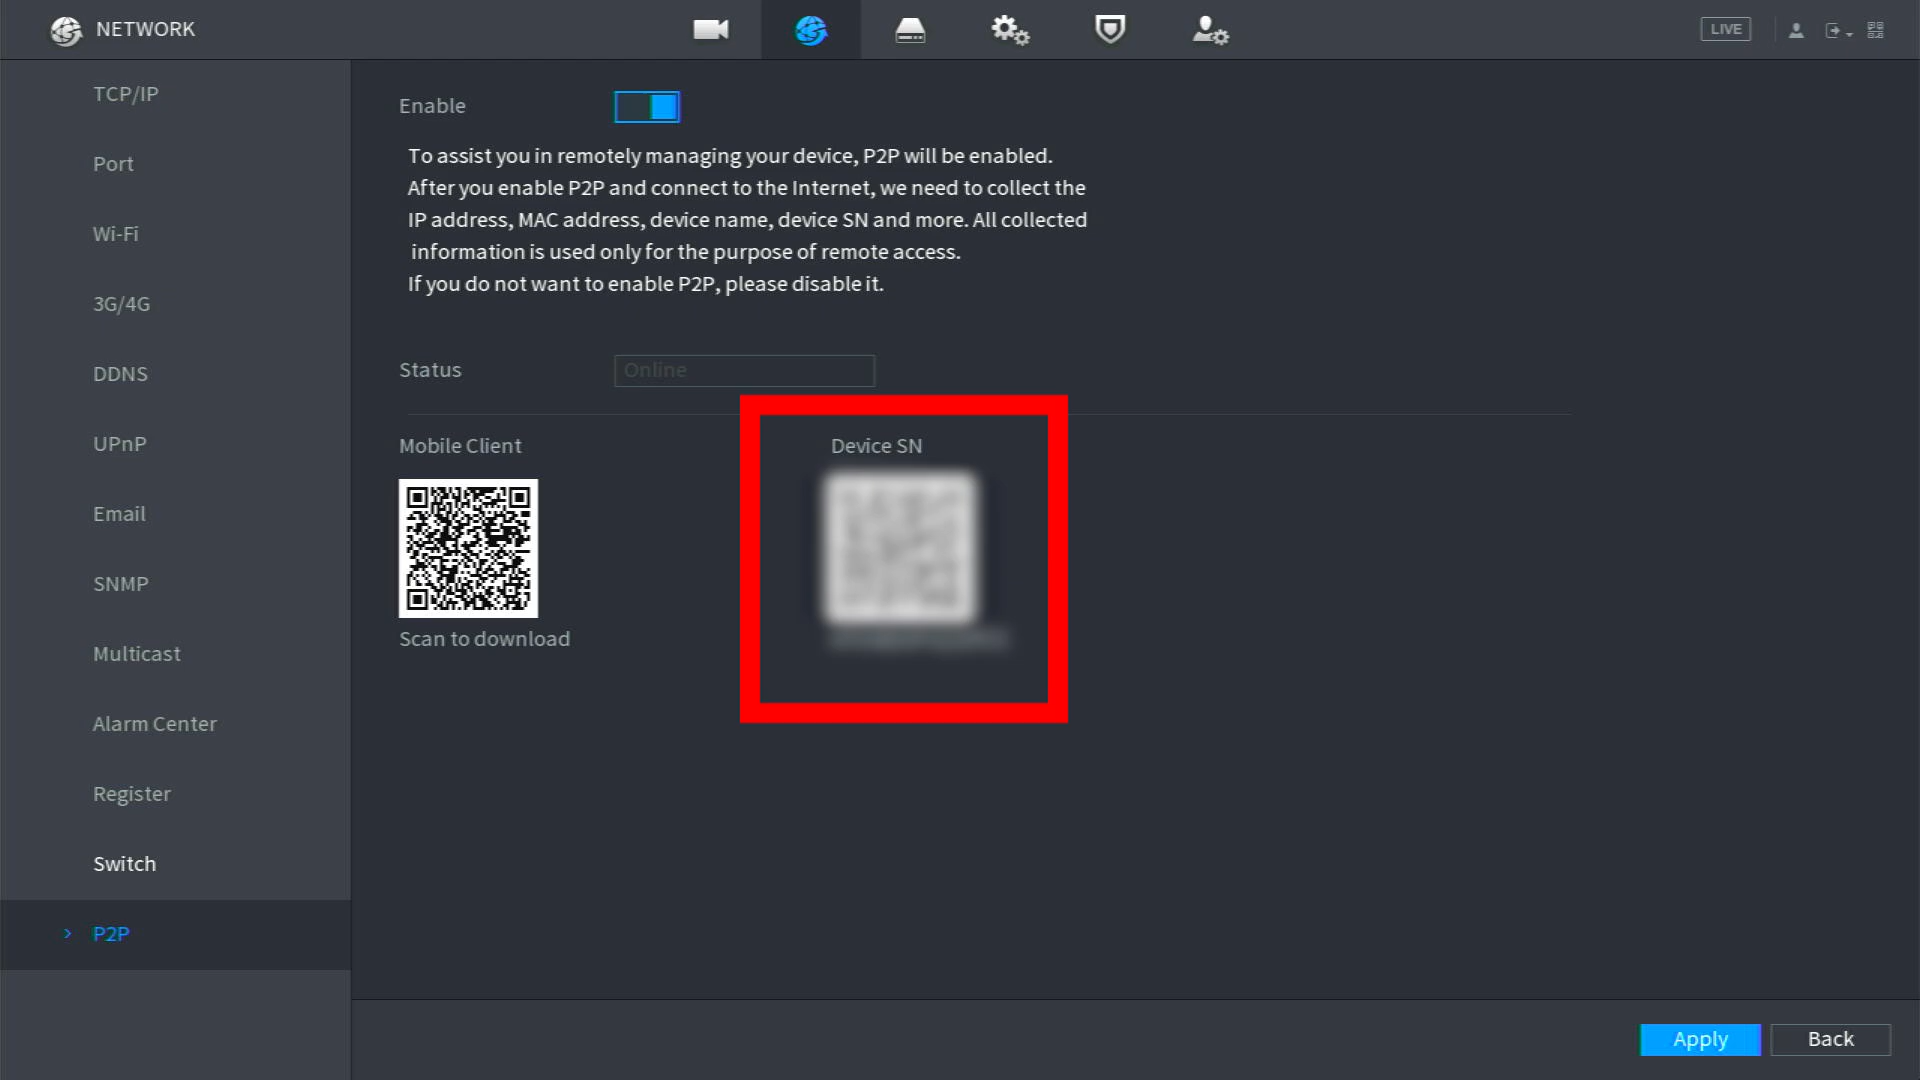 NETWORK
LIVE
TCP/IP
Port
Wi-Fi
3G/4G
DDNS
UPnP
Email
SNMP
Multicast
Alarm Center
Register
Switch
> P2P
Enable
To assist you in remotely managing your device, P2P will be enabled.
After you enable P2P and connect to the Internet, we need to collect the
IP address, MAC address, device name, device SN and more. All collected
information is used only for the purpose of remote access.
If you do not want to enable P2P, please disable it.
Status
Online
Mobile Client
Device SN
Scan to download
Apply
Back